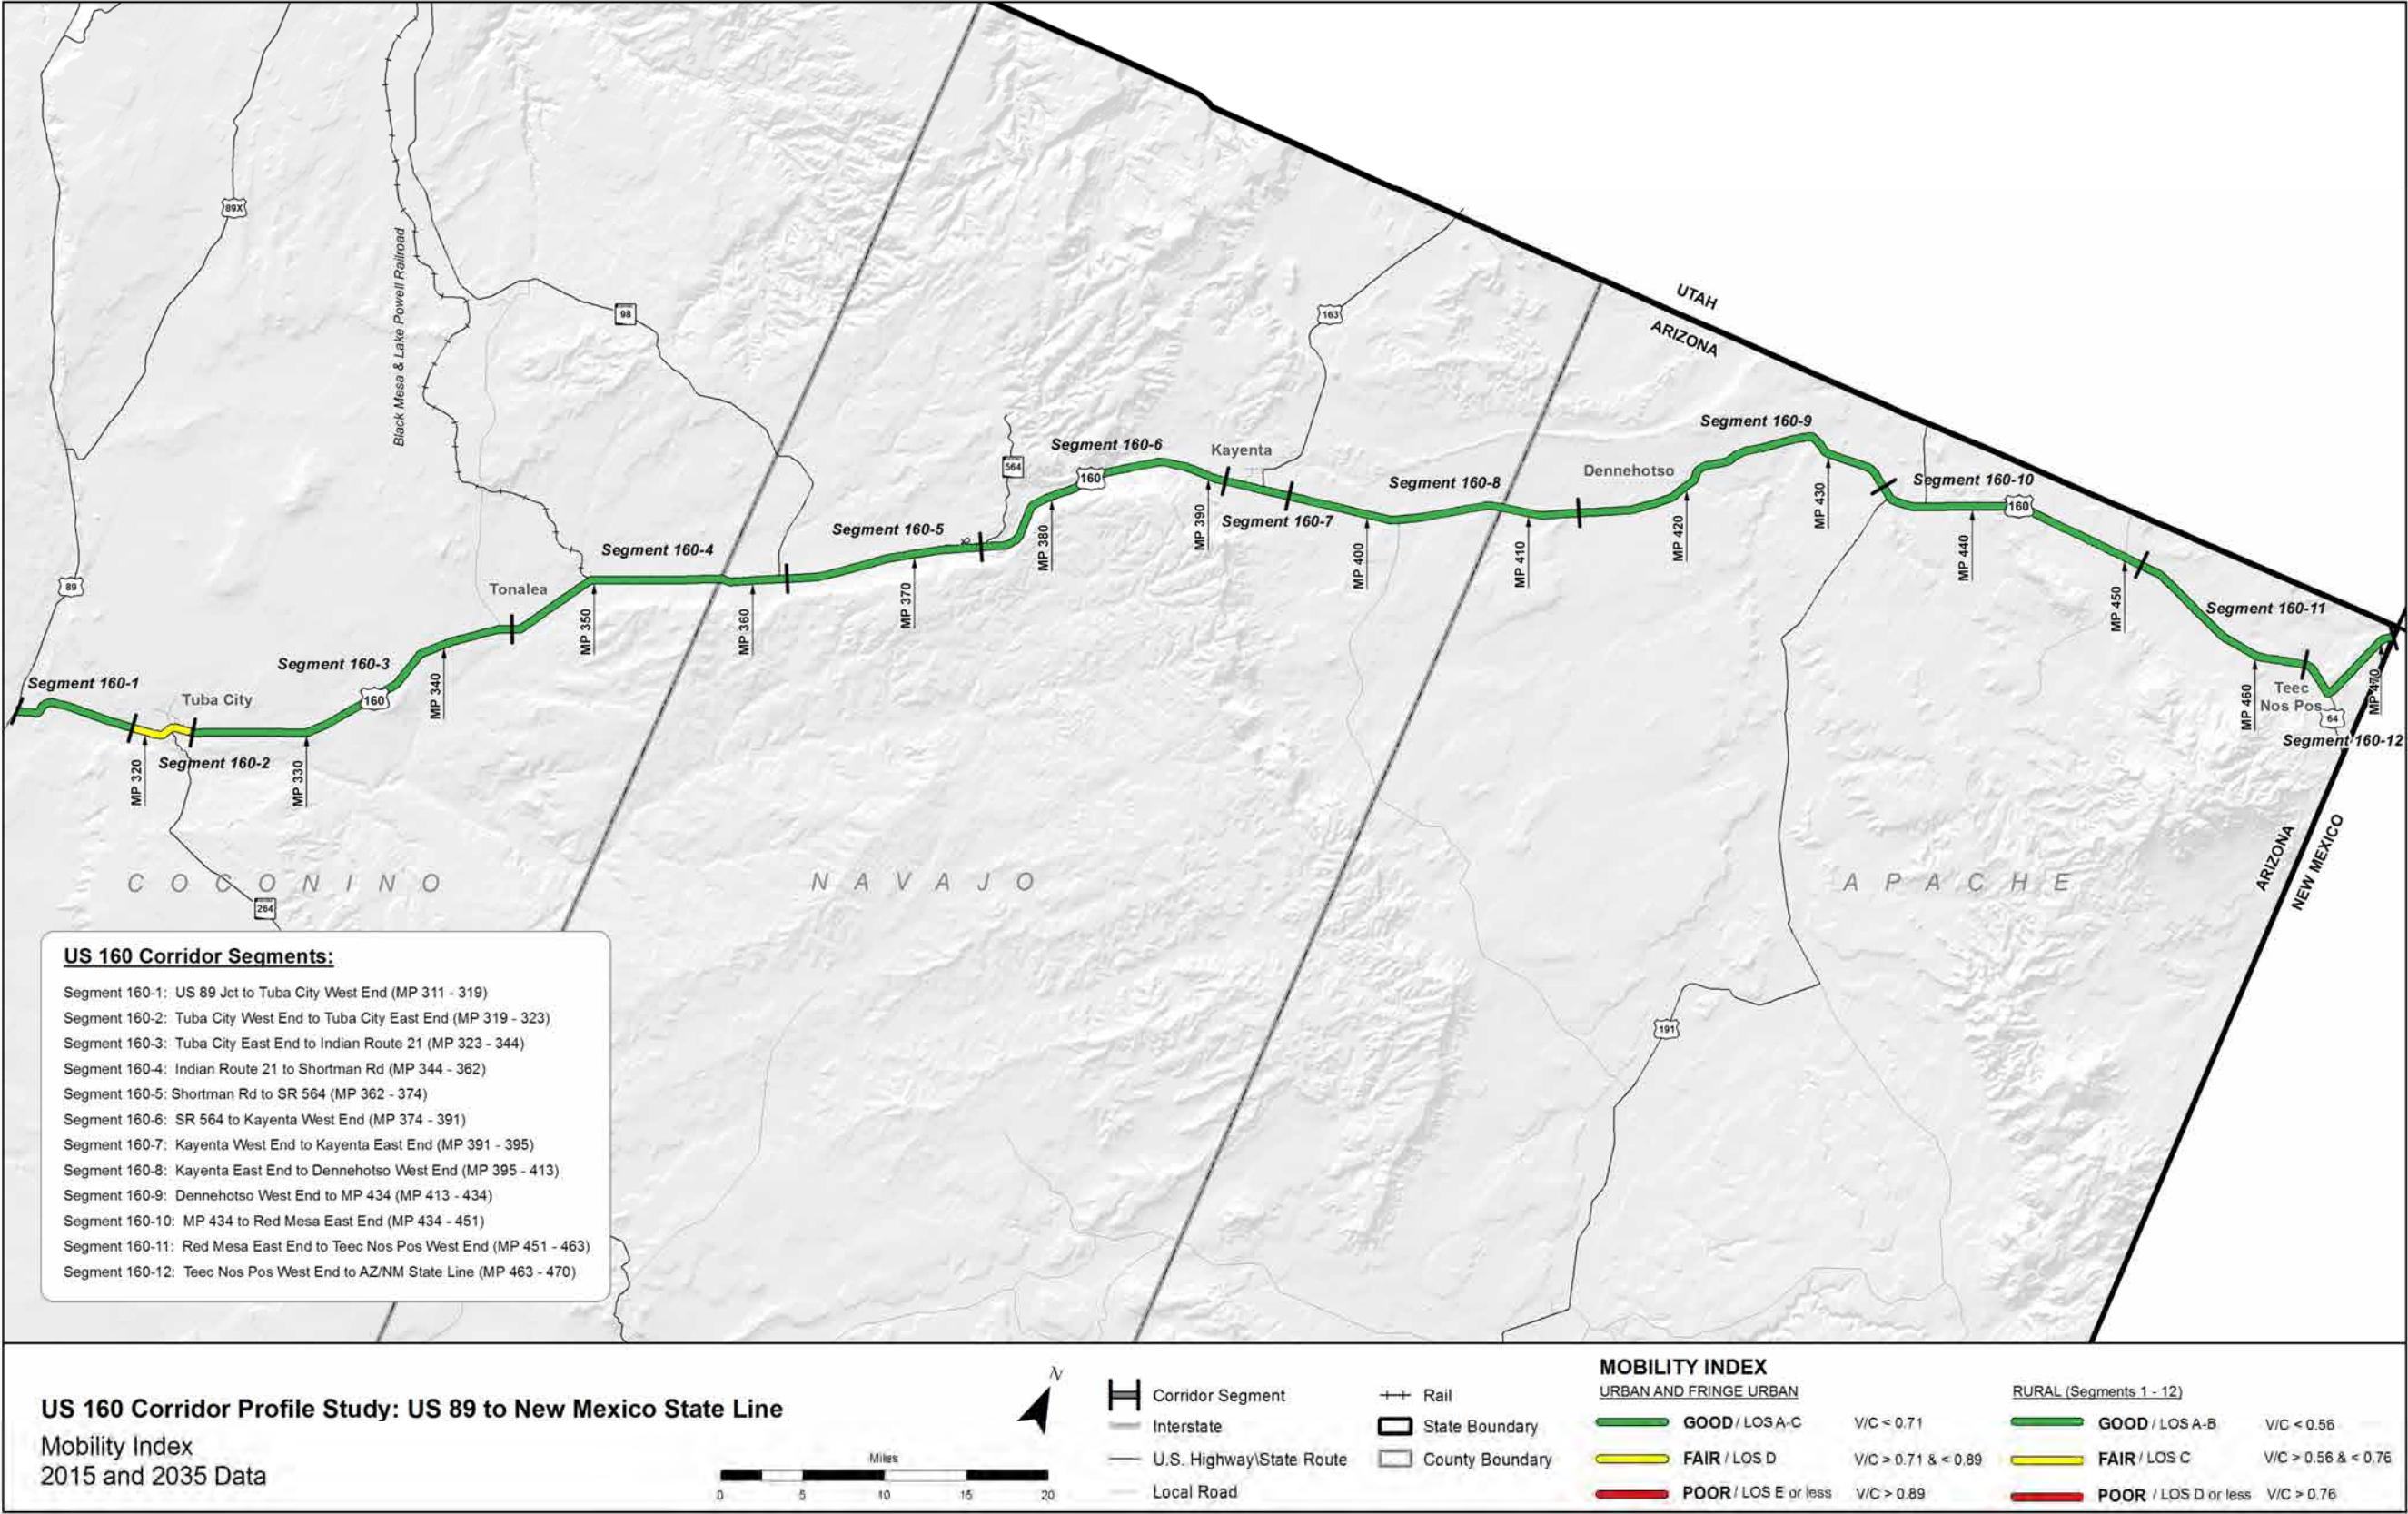 UTAH
ARIZONA
89X
98
163
Black Mesa & Lake Powell Railroad
Segment 160-9
Segment 160-6
Kayenta
564
160
Dennehotso
Segment 160-8
Segment 160-10
160
MP 430
Segment 160-5
MP 380
MP 390
Segment 160-7
MP 420
MP 440
Segment 160-4
MP 400
MP 410
89
Tonalea
MP 370
MP 350
MP 360
MP 450
Segment 160-11
Segment 160-3
Segment 160-1
Tuba City
160
MP 340
MP 460
Teec
Nos Pos
64
MP 470
Segment 160-12
Segment 160-2
MP 320
MP 330
ARIZONA
NEW MEXICO
COCONINO
NAVAJO
APACHE
264
191
US 160 Corridor Segments:
Segment 160-1: US 89 Jct to Tuba City West End (MP 311 - 319)
Segment 160-2: Tuba City West End to Tuba City East End (MP 319 - 323)
Segment 160-3: Tuba City East End to Indian Route 21 (MP 323 - 344)
Segment 160-4: Indian Route 21 to Shortman Rd (MP 344 - 362)
Segment 160-5: Shortman Rd to SR 564 (MP 362 - 374)
Segment 160-6: SR 564 to Kayenta West End (MP 374 - 391)
Segment 160-7: Kayenta West End to Kayenta East End (MP 391 - 395)
Segment 160-8: Kayenta East End to Dennehotso West End (MP 395 - 413)
Segment 160-9: Dennehotso West End to MP 434 (MP 413 - 434)
Segment 160-10: MP 434 to Red Mesa East End (MP 434 - 451)
Segment 160-11: Red Mesa East End to Teec Nos Pos West End (MP 451 - 463)
Segment 160-12: Teec Nos Pos West End to AZ/NM State Line (MP 463 - 470)
US 160 Corridor Profile Study: US 89 to New Mexico State Line
Mobility Index
2015 and 2035 Data
N
Miles
0 5 10 15 20
Corridor Segment
Interstate
U.S. Highway\State Route
Local Road
Rail
State Boundary
County Boundary
MOBILITY INDEX
URBAN AND FRINGE URBAN
GOOD / LOS A-C V/C < 0.71
FAIR / LOS D V/C > 0.71 & < 0.89
POOR / LOS E or less V/C > 0.89
RURAL (Segments 1 - 12)
GOOD / LOS A-B V/C < 0.56
FAIR / LOS C V/C > 0.56 & < 0.76
POOR / LOS D or less V/C > 0.76